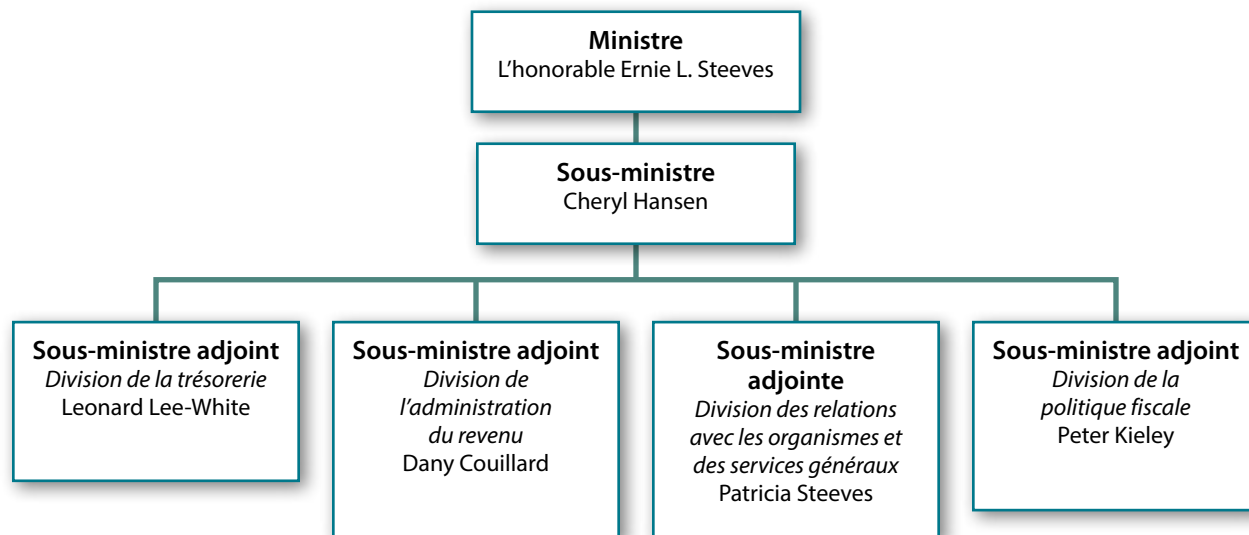 Ministre
L'honorable Ernie L. Steeves
Sous-ministre
Cheryl Hansen
Sous-ministre adjoint
Division de la trésorerie
Leonard Lee-White
Sous-ministre adjoint
Division de
l'administration
du revenu
Dany Couillard
Sous-ministre
adjointe
Division des relations
avec les organismes et
des services généraux
Patricia Steeves
Sous-ministre adjoint
Division de la
politique fiscale
Peter Kieley